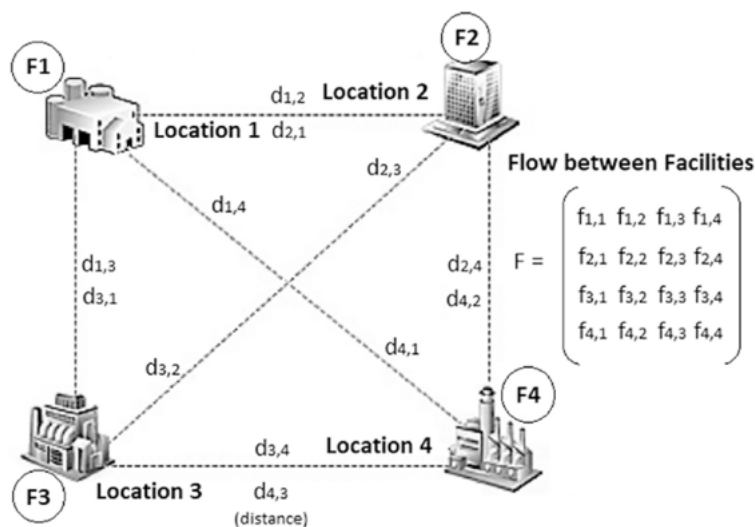 F1
F2
d1,2
Location 2
Location 1
d2,1
d2,3
Flow between Facilities
d1,4
f1,1 f1,2 f1,3 f1,4
d1,3
d2,4
F =
f2,1 f2,2 f2,3 f2,4
d3,1
d4,2
f3,1 f3,2 f3,3 f3,4
f4,1 f4,2 f4,3 f4,4
d4,1
d3,2
F4
d3,4
Location 4
F3
Location 3
d4,3
(distance)